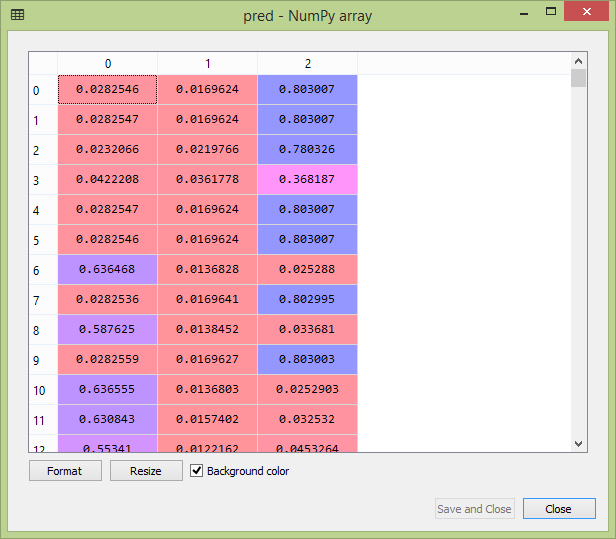 pred - NumPy array
0 1 2
0 0.0282546 0.0169624 0.803007
1 0.0282547 0.0169624 0.803007
2 0.0232066 0.0219766 0.780326
3 0.0422208 0.0361778 0.368187
4 0.0282547 0.0169624 0.803007
5 0.0282546 0.0169624 0.803007
6 0.636468 0.0136828 0.025288
7 0.0282536 0.0169641 0.802995
8 0.587625 0.0138452 0.033681
9 0.0282559 0.0169627 0.803003
10 0.636555 0.0136803 0.0252903
11 0.630843 0.0157402 0.032532
12 0.55341 0.0122162 0.0453264
Format Resize Background color
Save and Close Close